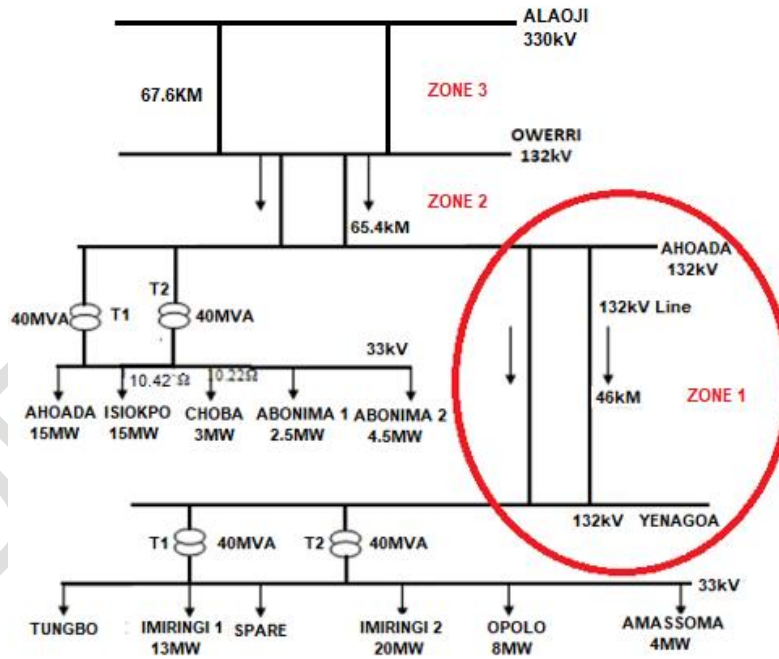 ALAOJI
330kV
67.6KM
ZONE 3
OWERRI
132kV
ZONE 2
65.4kM
AHOADA
132kV
T2
40MVA
T1
40MVA
132kV Line
33kV
46kM
ZONE 1
10.42~Ω
10.22Ω
AHOADA
15MW
ISIOKPO
15MW
CHOBA
3MW
ABONIMA 1
2.5MW
ABONIMA 2
4.5MW
132kV YENAGOA
T1
40MVA
T2
40MVA
33kV
TUNGBO
IMIRINGI 1
13MW
SPARE
IMIRINGI 2
20MW
OPOLO
8MW
AMASSOMA
4MW